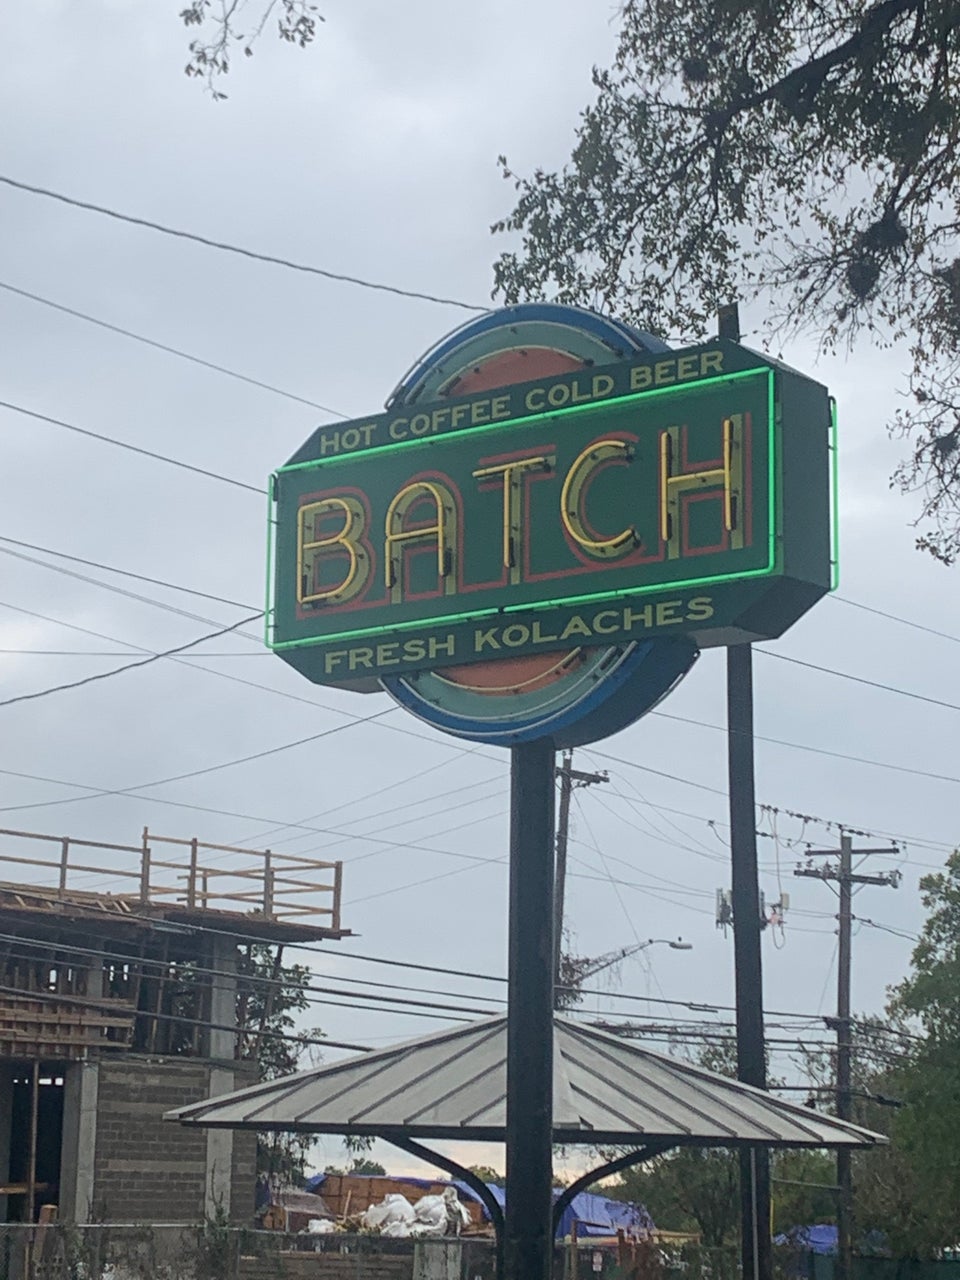 HOT COFFEE COLD BEER
BATCH
FRESH KOLACHES